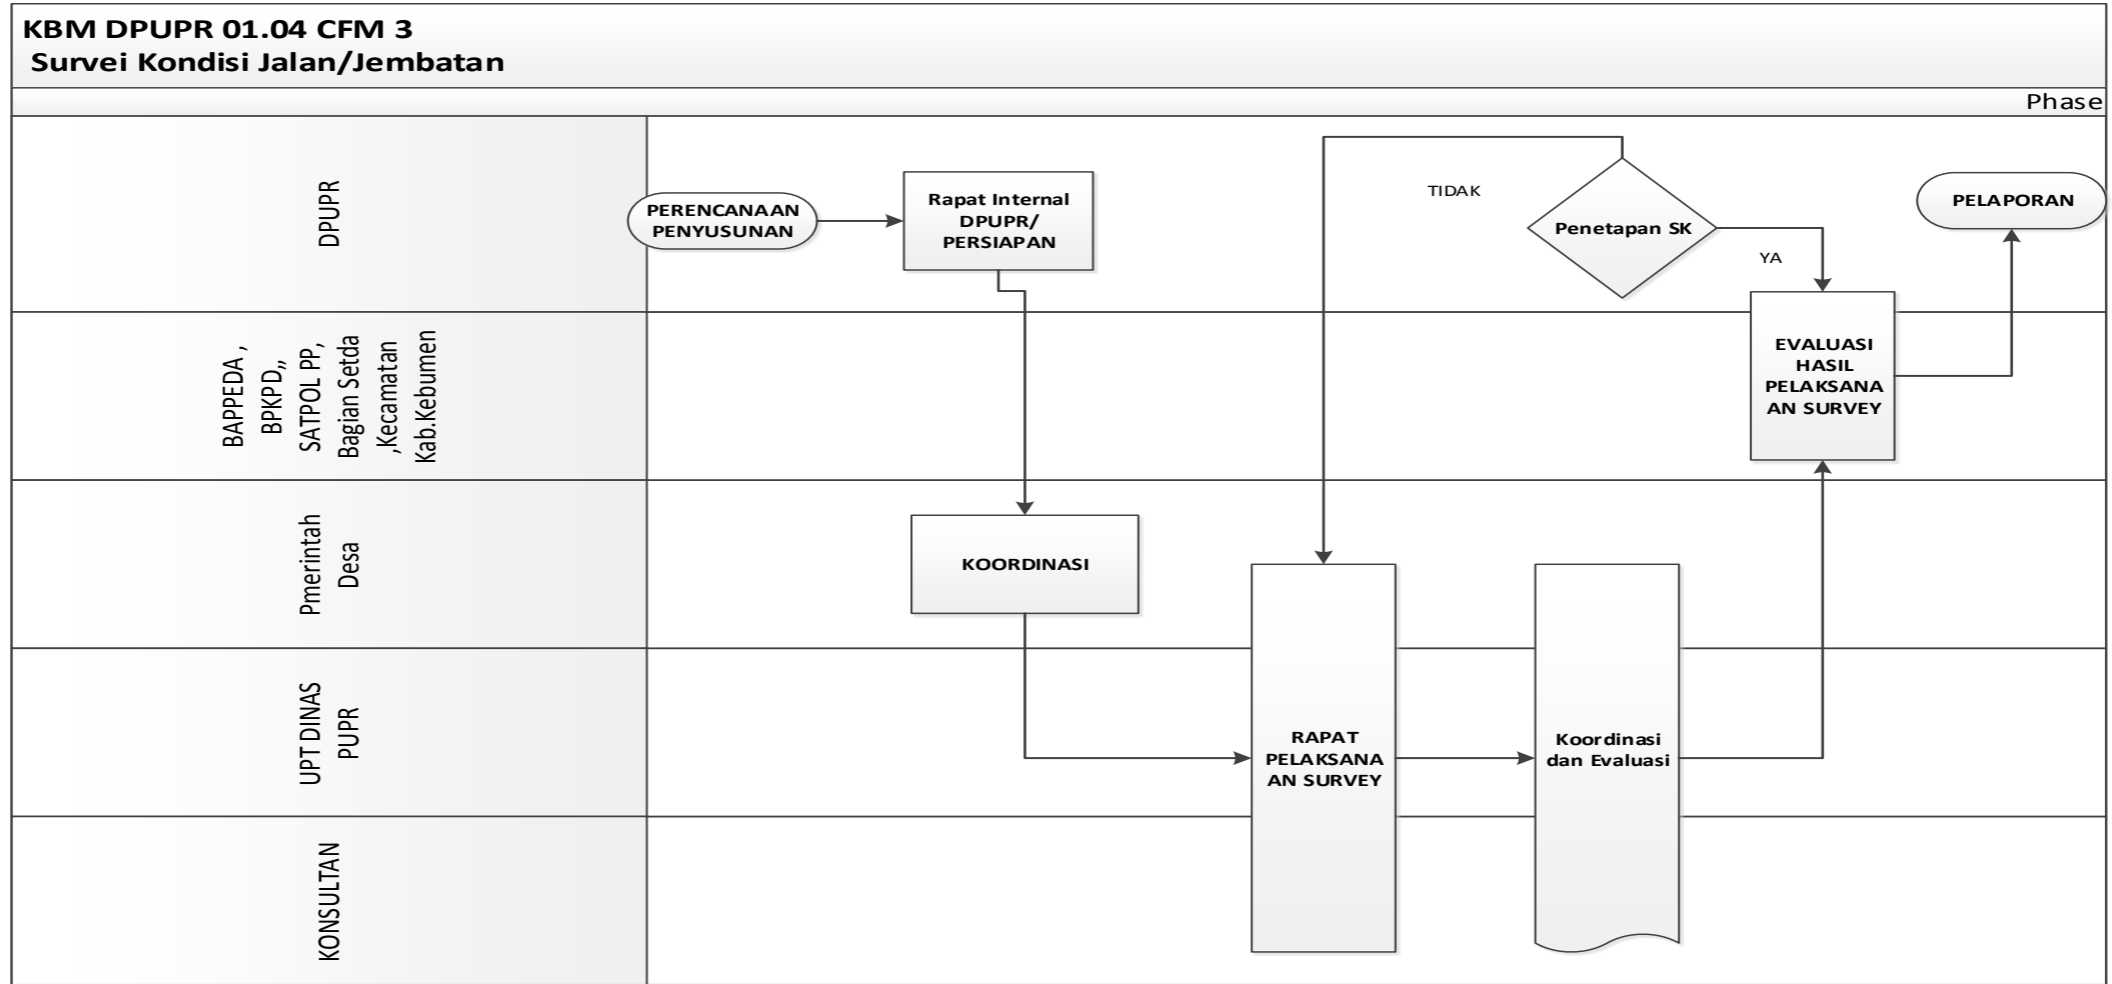 KBM DPUPR 01.04 CFM 3
Survei Kondisi Jalan/Jembatan
Phase
DPUPR
PERENCANAAN
PENYUSUNAN
Rapat Internal
DPUPR/
PERSIAPAN
TIDAK
Penetapan SK
YA
PELAPORAN
BAPPEDA ,
BPKPD,,
SATPOL PP,
Bagian Setda
,Kecamatan
Kab.Kebumen
EVALUASI
HASIL
PELAKSANA
AN SURVEY
Pmerintah
Desa
KOORDINASI
UPT DINAS
PUPR
RAPAT
PELAKSANA
AN SURVEY
Koordinasi
dan Evaluasi
KONSULTAN